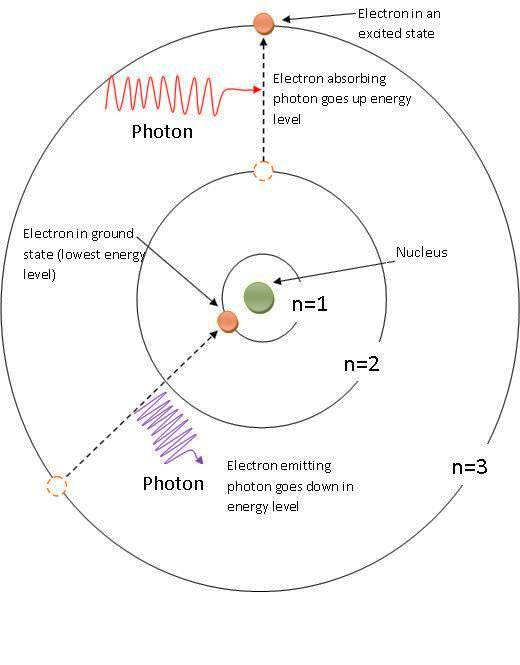 Electron in an
excited state
Electron absorbing
photon goes up energy
level
Photon
Electron in ground
state (lowest energy
level)
Nucleus
n=1
n=2
n=3
Photon
Electron emitting
photon goes down in
energy level